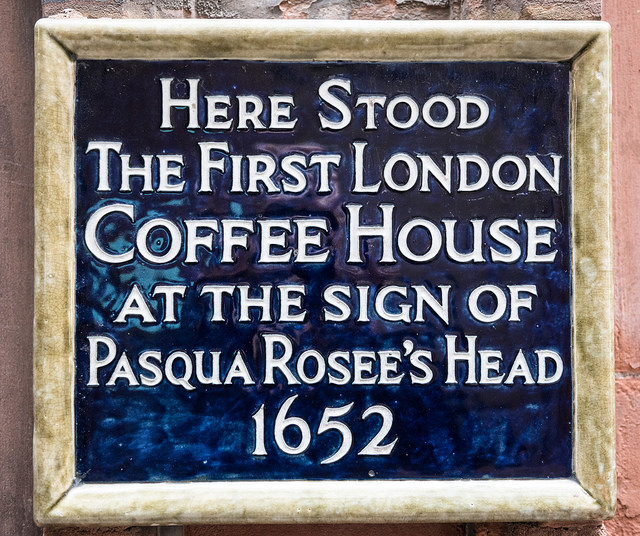 Here Stood
The First London
Coffee House
at the sign of
Pasqua Rosee's Head
1652